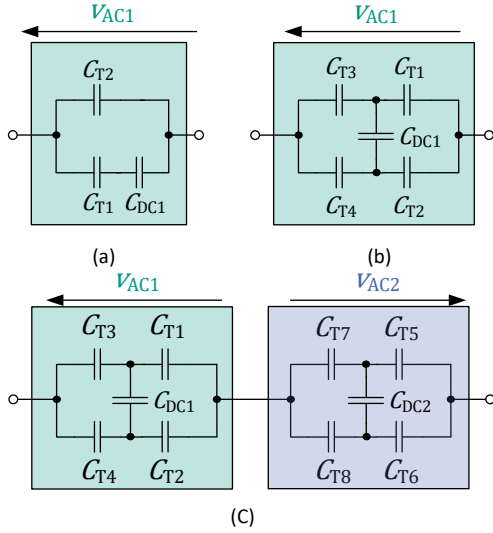 VAC1 VAC1
CT2 CT3 CT1
CDC1
CT1 CDC1 CT4 CT2
(a) (b)
VAC1 VAC2
CT3 CT1 CT7 CT5
CDC1 CDC2
CT4 CT2 CT8 CT6
(C)